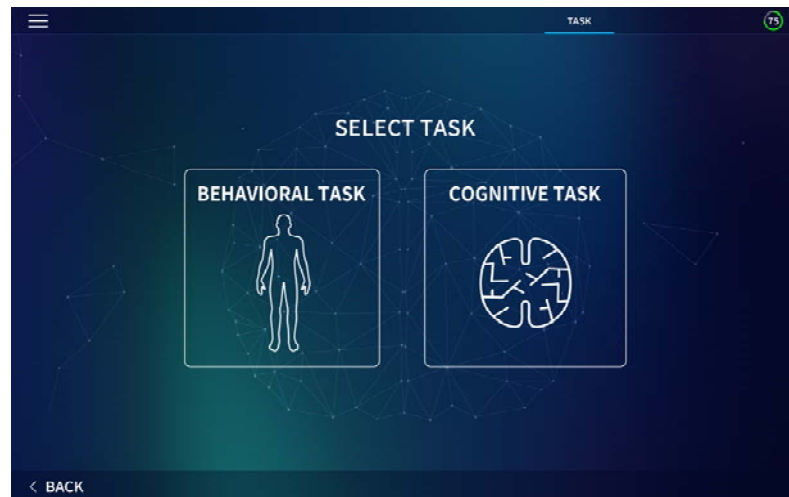 TASK
75
SELECT TASK
BEHAVIORAL TASK
COGNITIVE TASK
< BACK